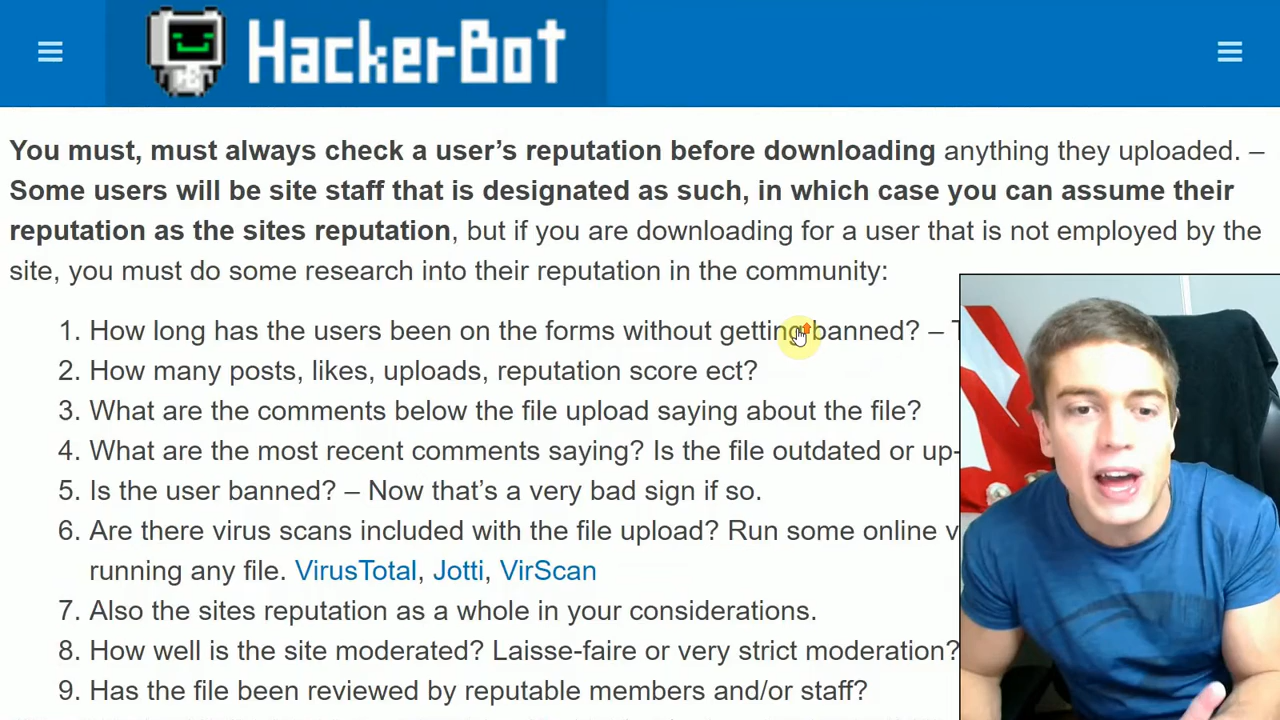 HackerBot
You must, must always check a user's reputation before downloading anything they uploaded. –
Some users will be site staff that is designated as such, in which case you can assume their
reputation as the sites reputation, but if you are downloading for a user that is not employed by the
site, you must do some research into their reputation in the community:
1. How long has the users been on the forms without getting banned? –
2. How many posts, likes, uploads, reputation score ect?
3. What are the comments below the file upload saying about the file?
4. What are the most recent comments saying? Is the file outdated or up-
5. Is the user banned? – Now that's a very bad sign if so.
6. Are there virus scans included with the file upload? Run some online
running any file. VirusTotal, Jotti, VirScan
7. Also the sites reputation as a whole in your considerations.
8. How well is the site moderated? Laisse-faire or very strict moderation?
9. Has the file been reviewed by reputable members and/or staff?